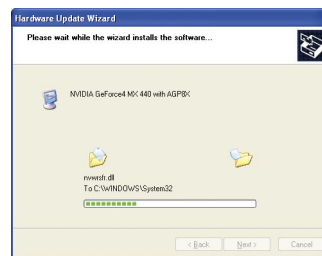 Hardware Update Wizard
Please wait while the wizard installs the software...
NVIDIA GeForce4 MX 440 with AGP8X
nvwrsfr.dll
To C:\WINDOWS\System32
< Back Next > Cancel